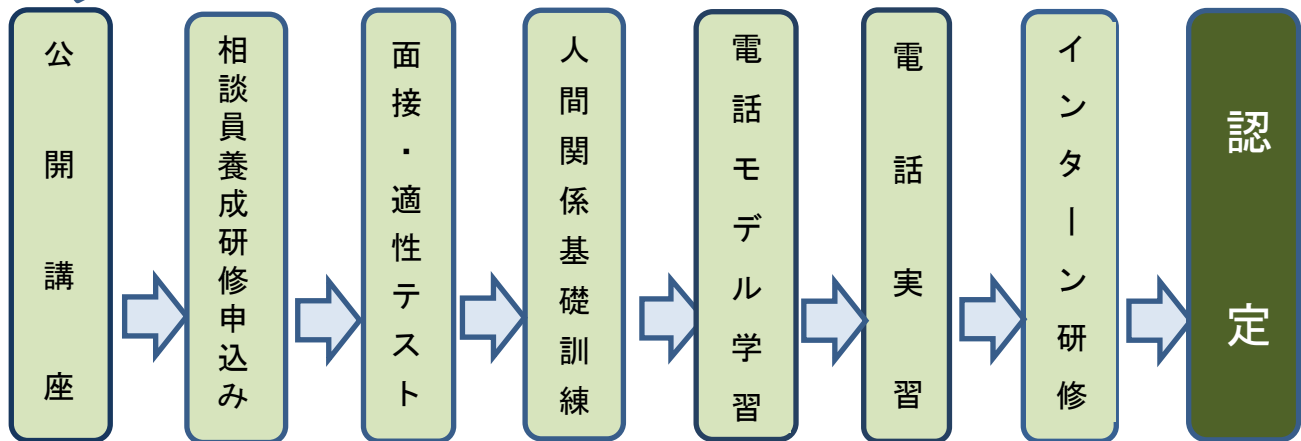 公開講座
相談員養成研修申込み
面接・適性テスト
人間関係基礎訓練
電話モデル学習
電話実習
インターン研修
認定